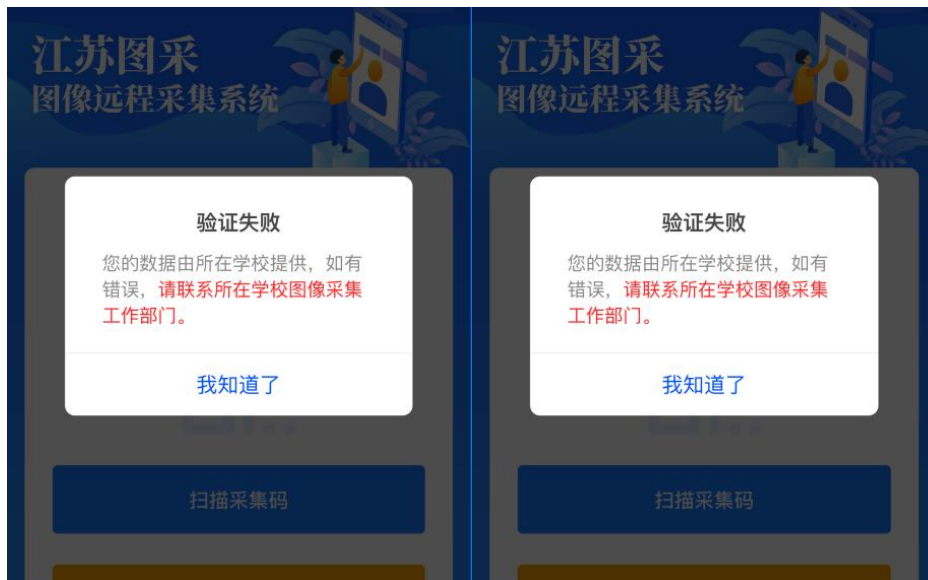 江苏图采
图像远程采集系统
验证失败
您的数据由所在学校提供，如有
错误，请联系所在学校图像采集
工作部门。
我知道了
扫描采集码
江苏图采
图像远程采集系统
验证失败
您的数据由所在学校提供，如有
错误，请联系所在学校图像采集
工作部门。
我知道了
扫描采集码